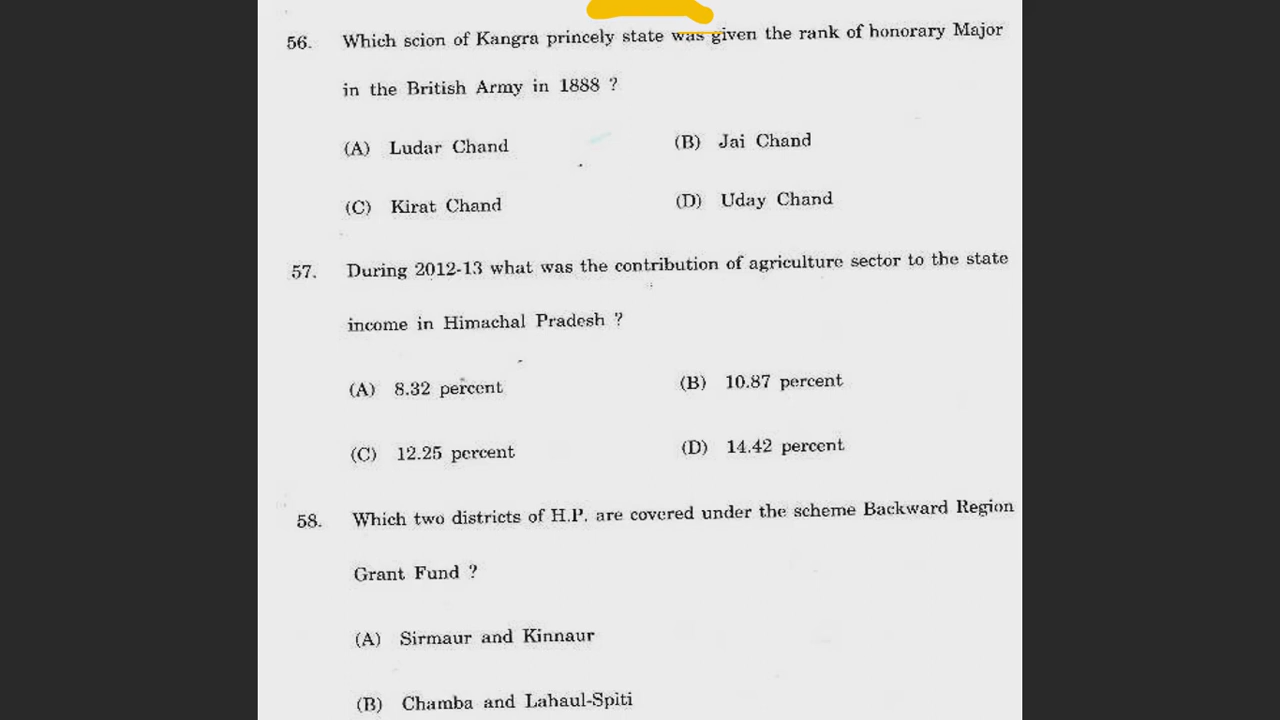 56. Which scion of Kangra princely state was given the rank of honorary Major
in the British Army in 1888 ?
(A) Ludar Chand (B) Jai Chand
(C) Kirat Chand (D) Uday Chand
57. During 2012-13 what was the contribution of agriculture sector to the state
income in Himachal Pradesh ?
(A) 8.32 percent (B) 10.87 percent
(C) 12.25 percent (D) 14.42 percent
58. Which two districts of H.P. are covered under the scheme Backward Region
Grant Fund ?
(A) Sirmaur and Kinnaur
(B) Chamba and Lahaul-Spiti